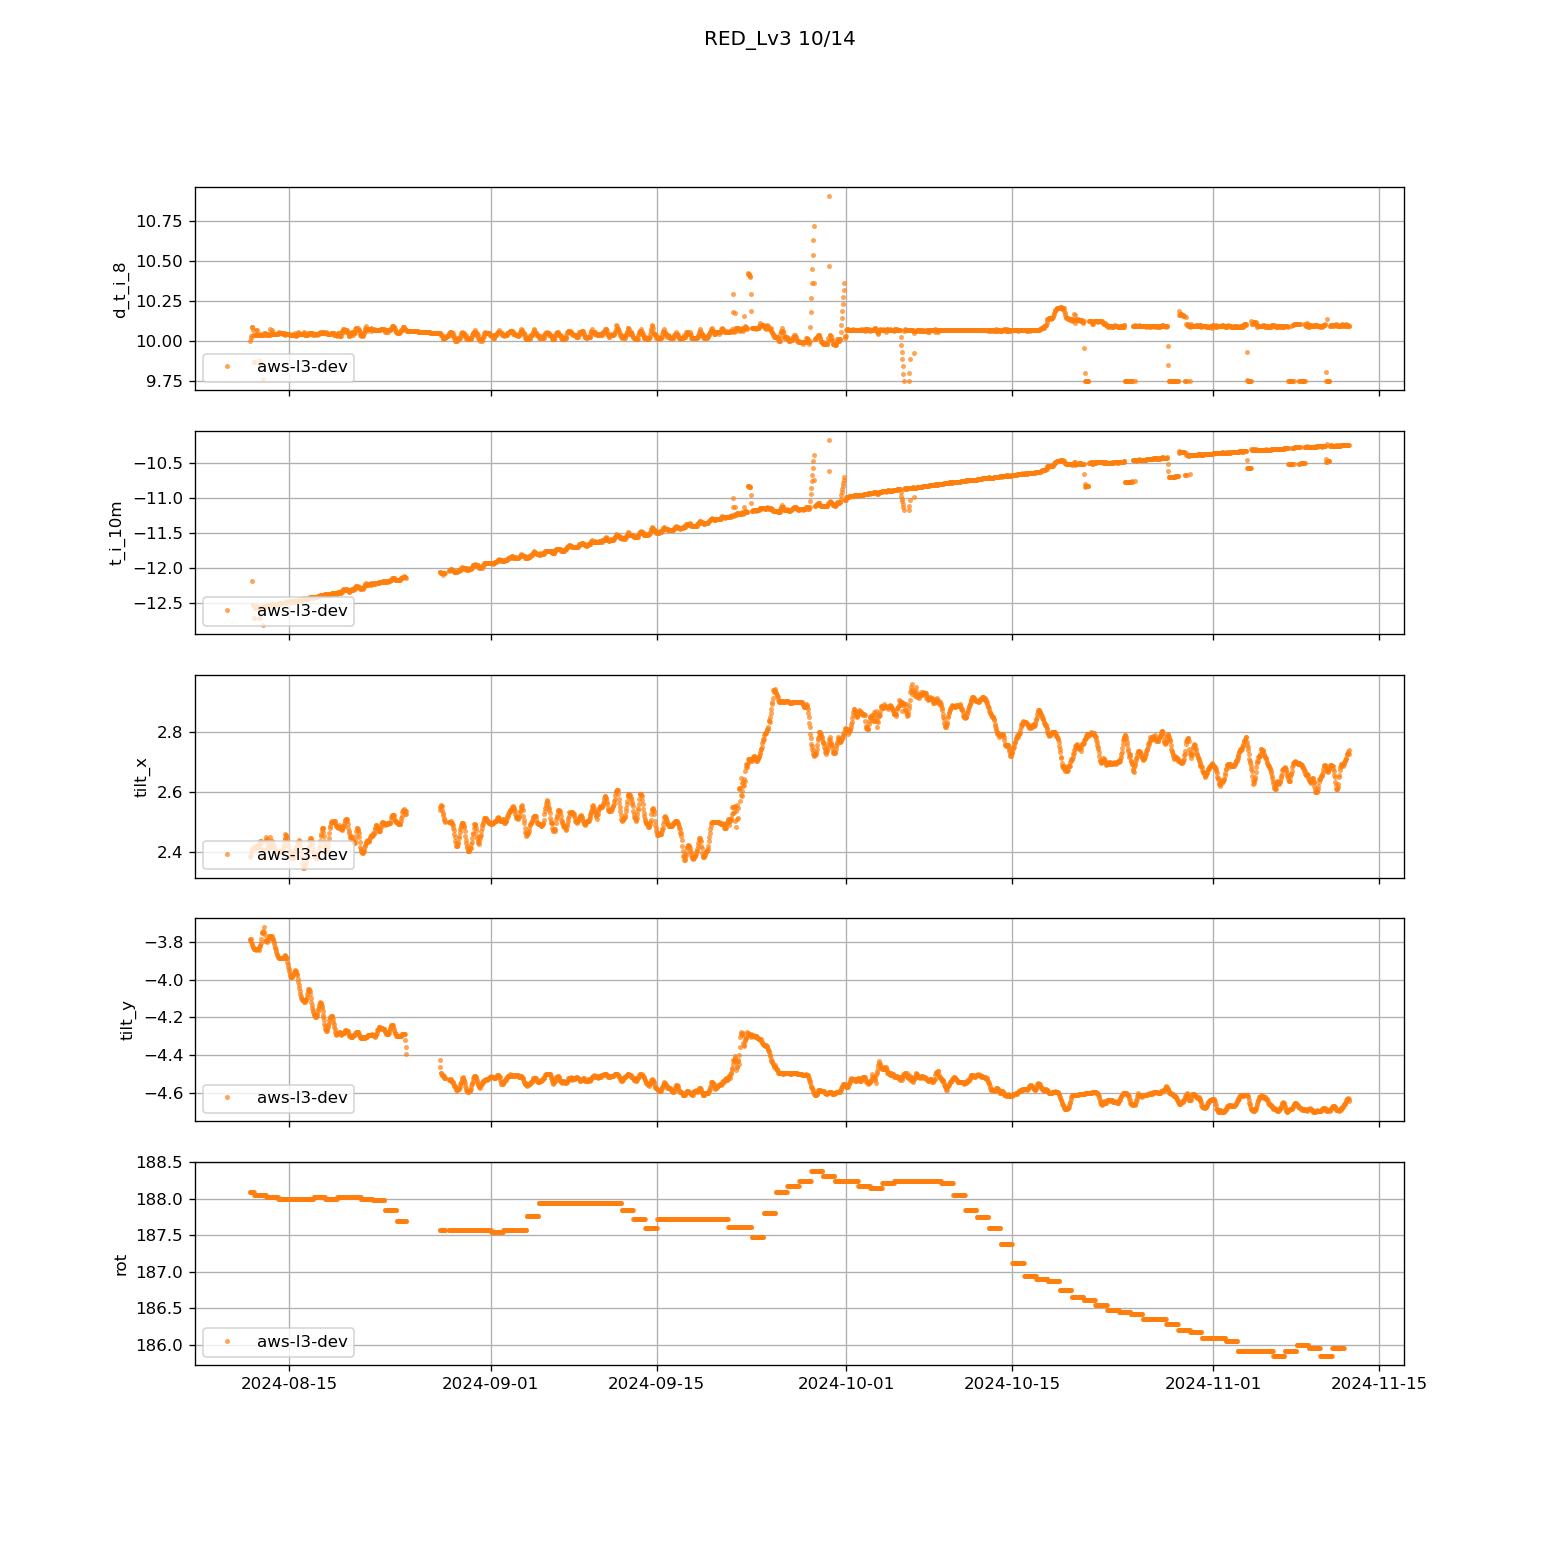 RED_Lv3 10/14
10.75
10.50
10.25
10.00
9.75
d_t_i_8
aws-l3-dev
−10.5
−11.0
−11.5
−12.0
−12.5
t_i_10m
aws-l3-dev
2.8
2.6
2.4
tilt_x
aws-l3-dev
−3.8
−4.0
−4.2
−4.4
−4.6
tilt_y
aws-l3-dev
188.5
188.0
187.5
187.0
186.5
186.0
rot
aws-l3-dev
2024-08-15 2024-09-01 2024-09-15 2024-10-01 2024-10-15 2024-11-01 2024-11-15